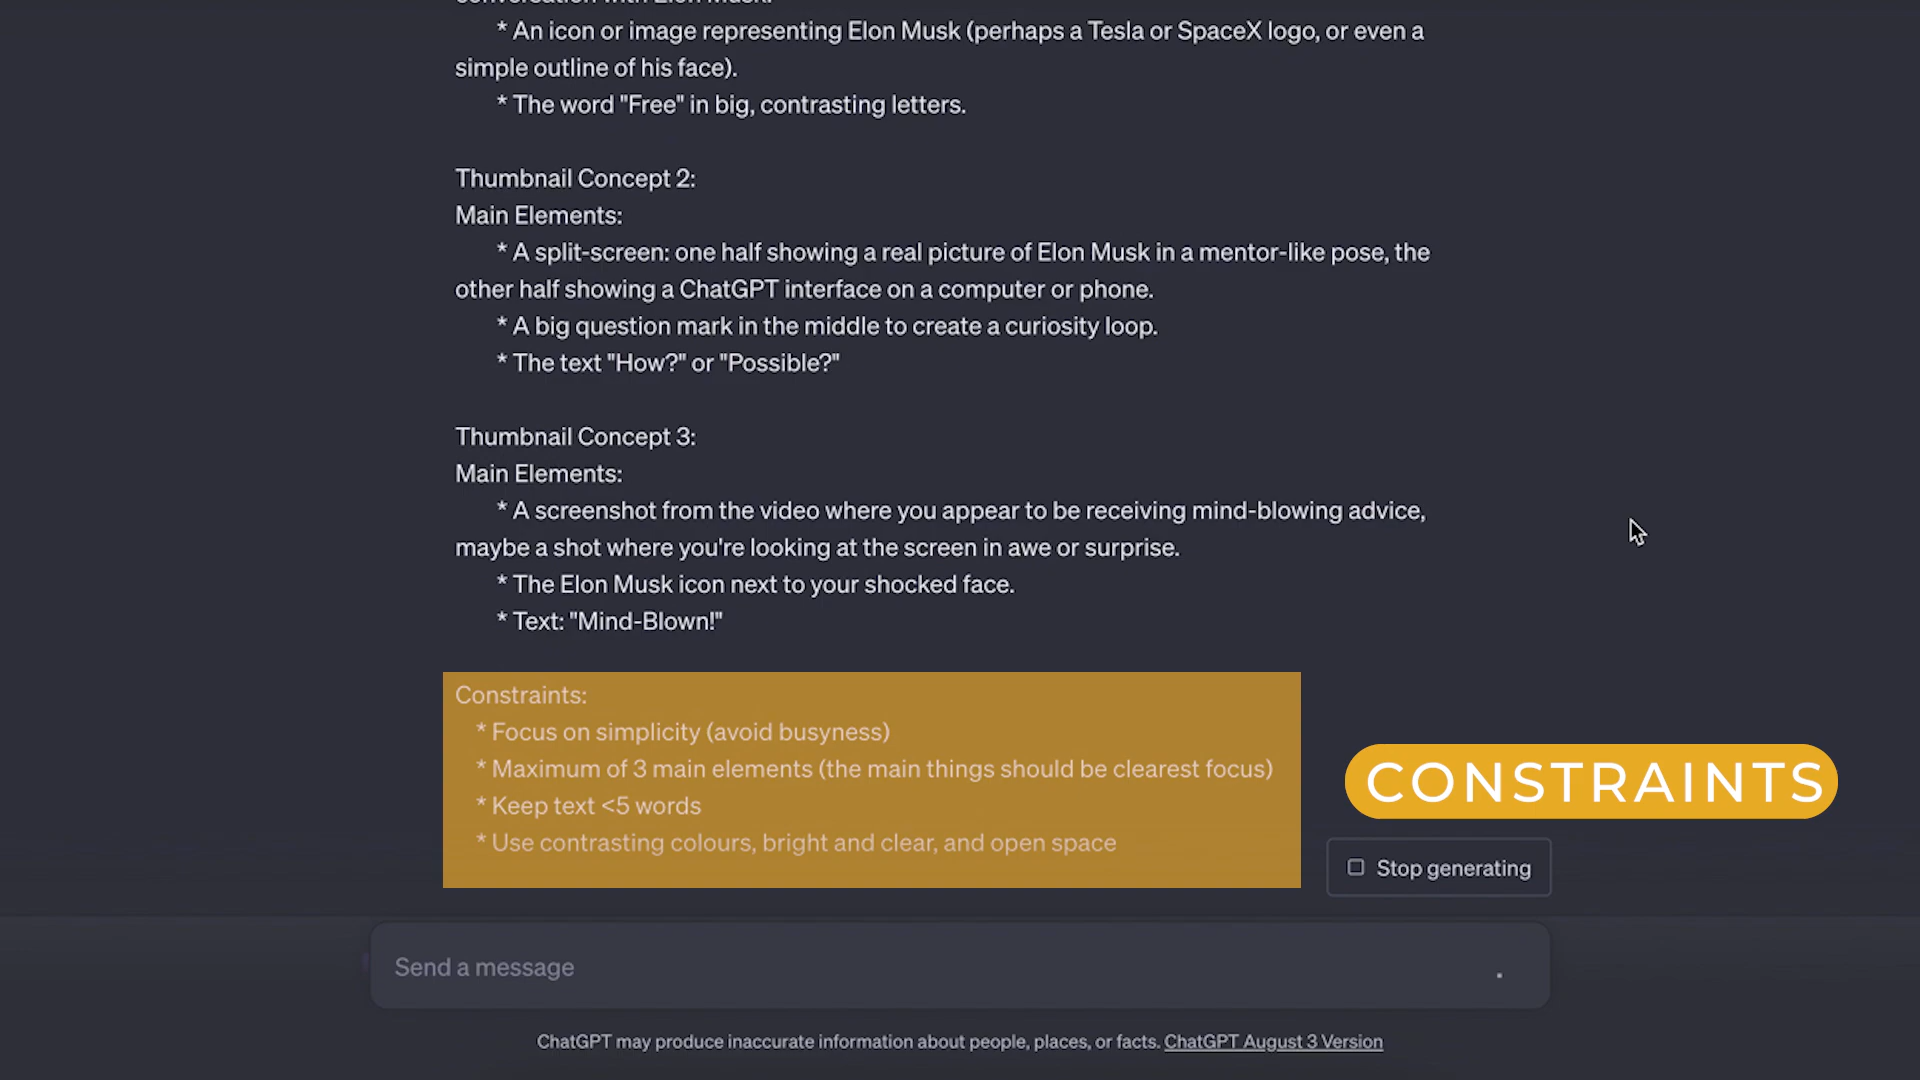 conversation with Elon Musk.
* An icon or image representing Elon Musk (perhaps a Tesla or SpaceX logo, or even a
simple outline of his face).
* The word "Free" in big, contrasting letters.
Thumbnail Concept 2:
Main Elements:
* A split-screen: one half showing a real picture of Elon Musk in a mentor-like pose, the
other half showing a ChatGPT interface on a computer or phone.
* A big question mark in the middle to create a curiosity loop.
* The text "How?" or "Possible?"
Thumbnail Concept 3:
Main Elements:
* A screenshot from the video where you appear to be receiving mind-blowing advice,
maybe a shot where you're looking at the screen in awe or surprise.
* The Elon Musk icon next to your shocked face.
* Text: "Mind-Blown!"
Constraints:
* Focus on simplicity (avoid busyness)
* Maximum of 3 main elements (the main things should be clearest focus)
* Keep text <5 words
* Use contrasting colours, bright and clear, and open space
CONSTRAINTS
Stop generating
Send a message
ChatGPT may produce inaccurate information about people, places, or facts. ChatGPT August 3 Version